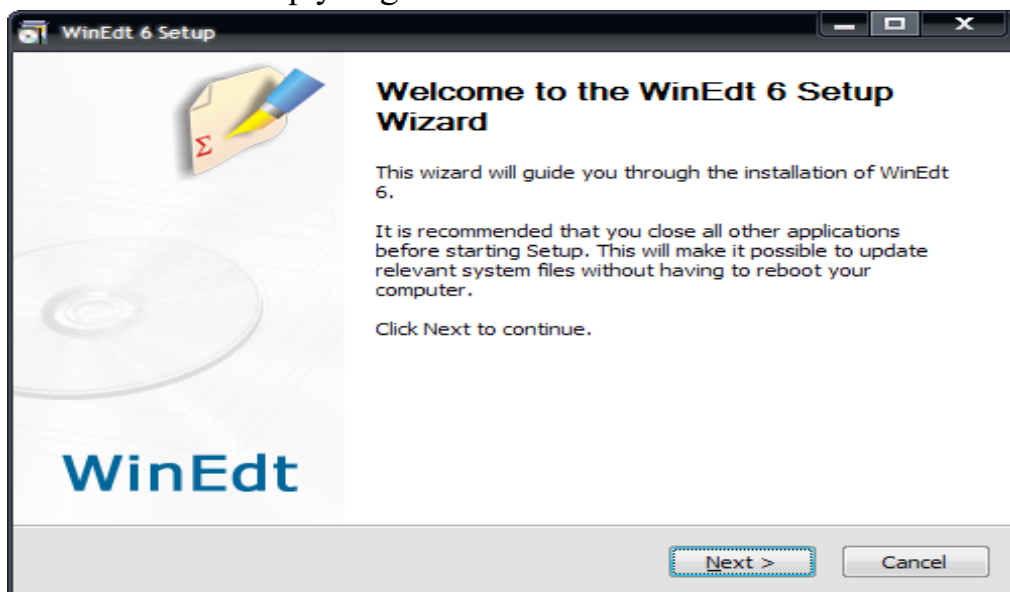 WinEdt 6 Setup
Welcome to the WinEdt 6 Setup
Wizard
This wizard will guide you through the installation of WinEdt
6.
It is recommended that you close all other applications
before starting Setup. This will make it possible to update
relevant system files without having to reboot your
computer.
Click Next to continue.
Σ
WinEdt
Next >
Cancel